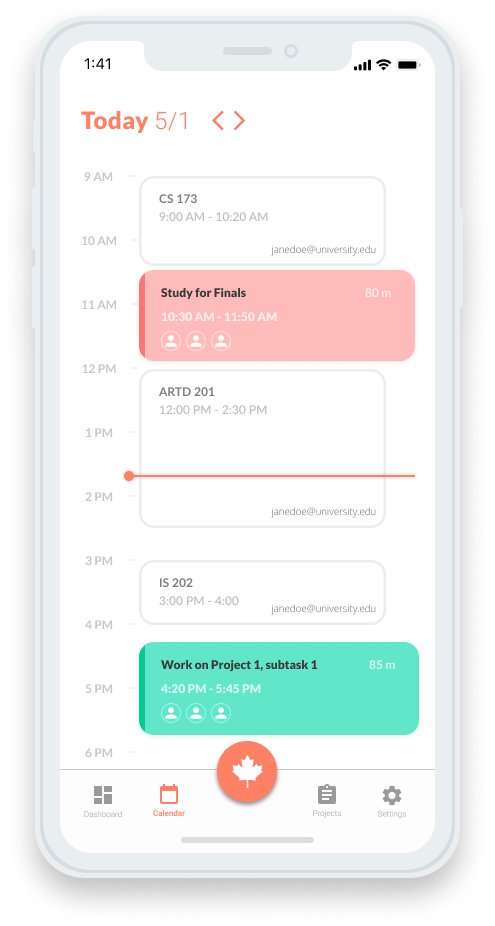 1:41
Today 5/1
9 AM
CS 173
9:00 AM - 10:20 AM
10 AM
janedoe@university.edu
Study for Finals 80 m
11 AM
10:30 AM - 11:50 AM
12 PM
ARTD 201
12:00 PM - 2:30 PM
1 PM
2 PM
janedoe@university.edu
3 PM
IS 202
3:00 PM - 4:00
janedoe@university.edu
4 PM
Work on Project 1, subtask 1 85 m
5 PM
4:20 PM - 5:45 PM
6 PM
Dashboard Calendar Projects Settings